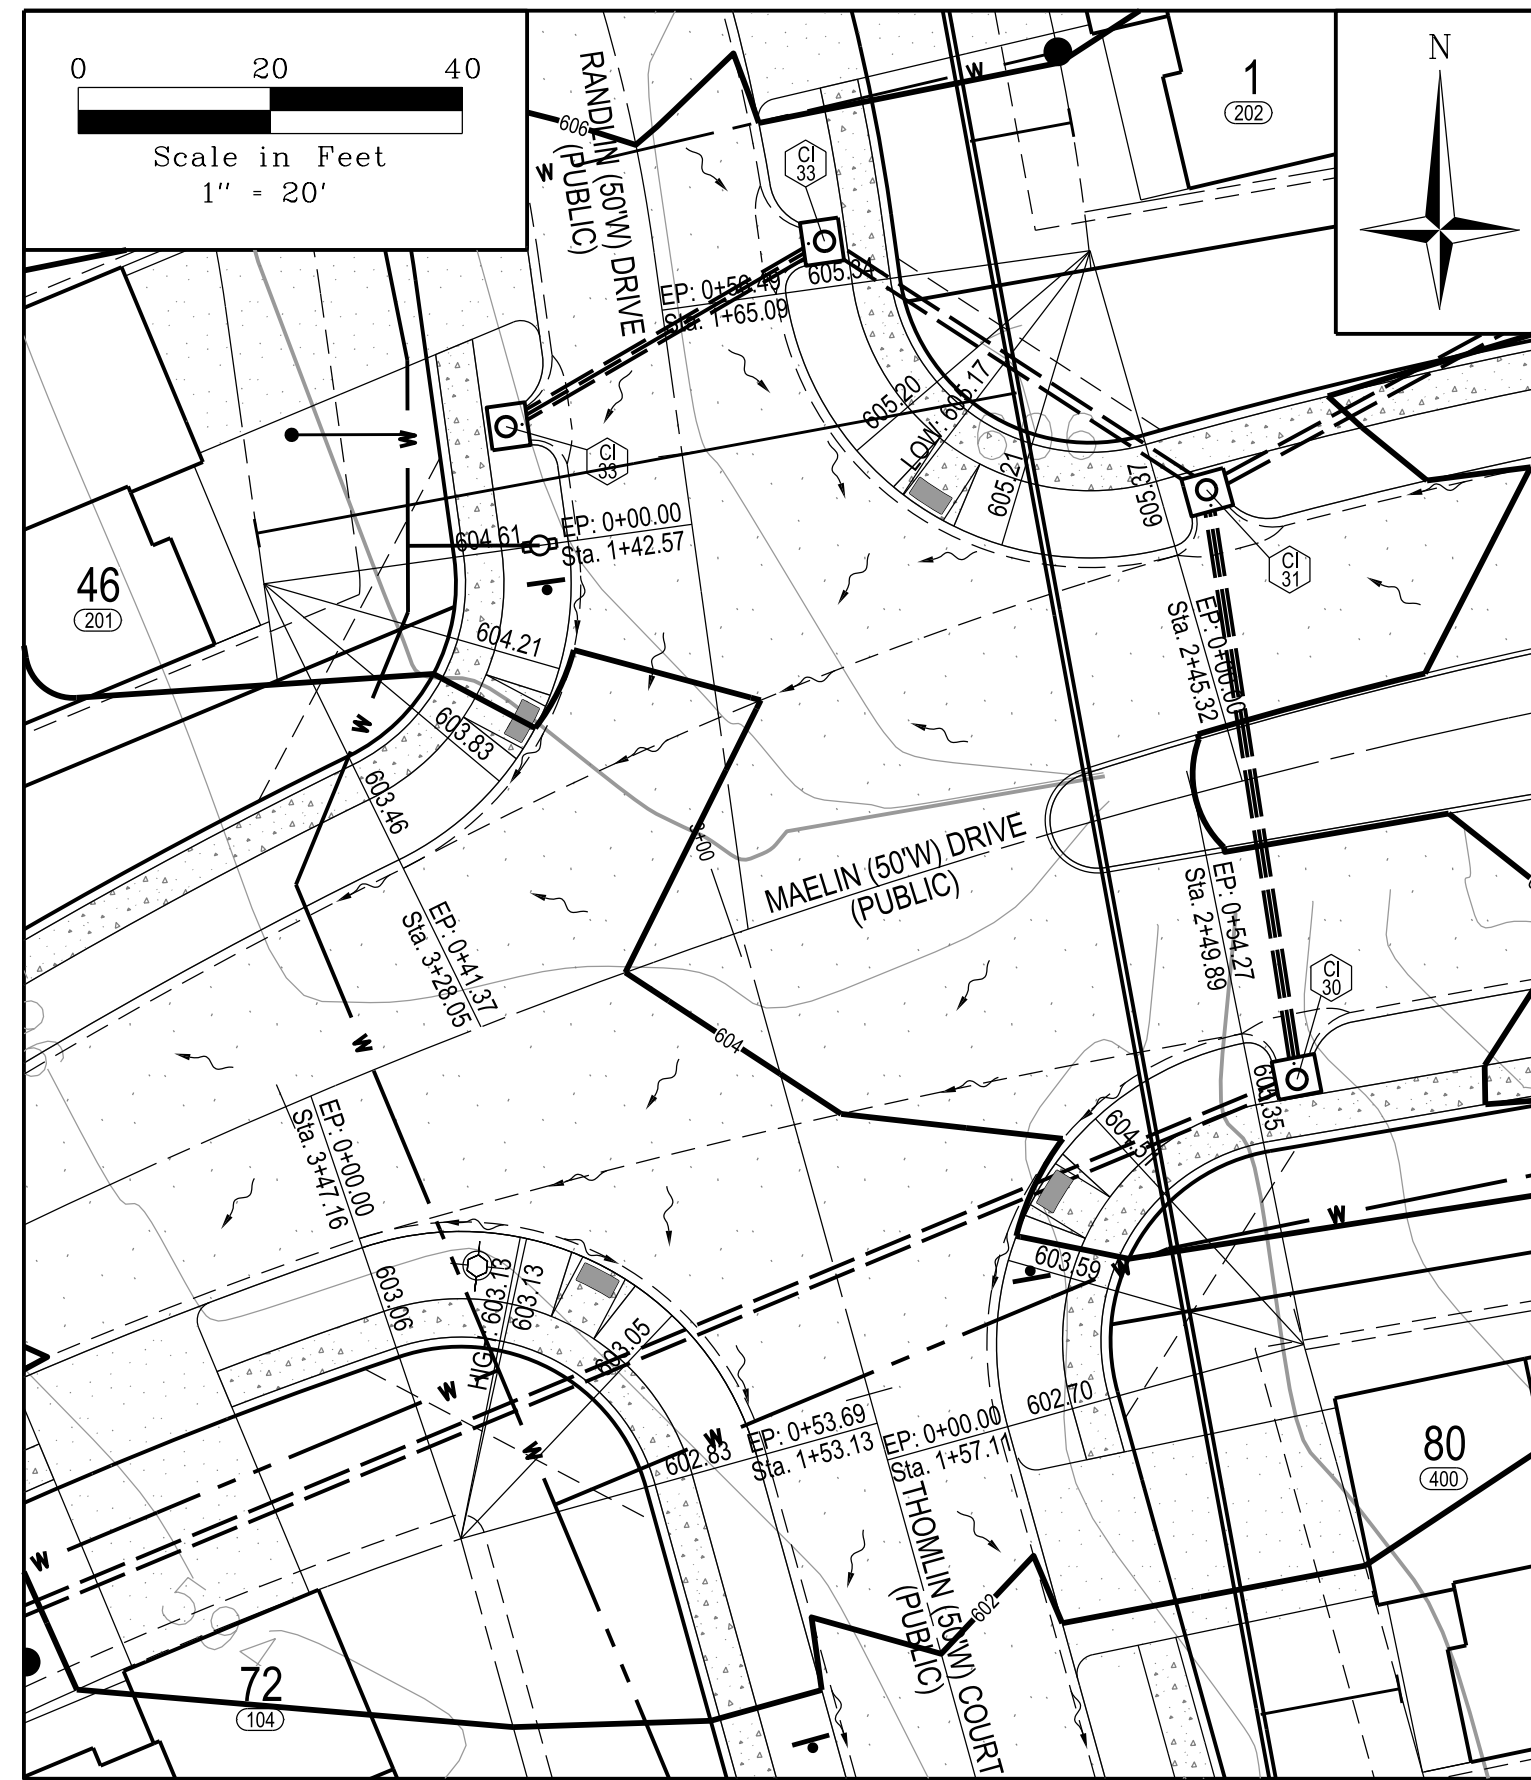 0 20 40
Scale in Feet
1" = 20'
N
RANDLIN (50'W) DRIVE
(PUBLIC)
606
W
W
1
202
CI
33
605.34
EP: 0+56.49
Sta. 1+65.09
605.20
LOW: 605.17
605.21
606
605.37
CI
33
W
EP: 0+00.00
Sta. 1+42.57
604.61
CI
31
46
201
604.21
603.83
W
603.46
EP: 0+00.00
Sta. 2+45.32
MAELIN (50'W) DRIVE
(PUBLIC)
EP: 0+54.27
Sta. 2+49.89
EP: 0+41.37
Sta. 3+28.05
CI
30
604
W
EP: 0+00.00
Sta. 3+47.16
604.5
603.59
W
W
603.06
HIGH: 603.13
603.13
603.05
W
W
W
602.83
EP: 0+53.69
Sta. 1+53.13
EP: 0+00.00
Sta. 1+57.11
602.70
80
400
W
THOMLIN (50'W) COURT
(PUBLIC)
602
594
72
104